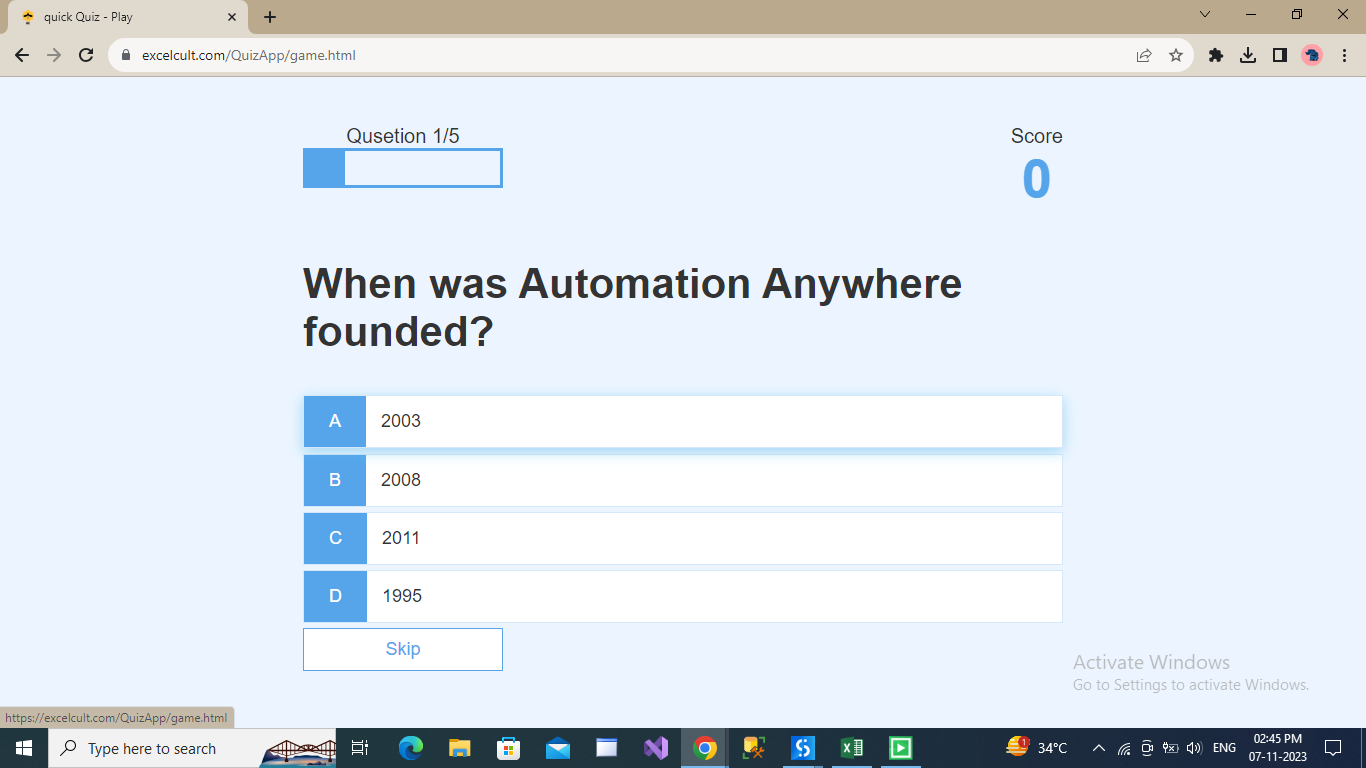 quick Quiz - Play
excelcult.com/QuizApp/game.html
Qusetion 1/5
Score
0
When was Automation Anywhere
founded?
A 2003
B 2008
C 2011
D 1995
Skip
Activate Windows
Go to Settings to activate Windows.
https://excelcult.com/QuizApp/game.html
Type here to search
1
34°C
ENG
02:45 PM
07-11-2023